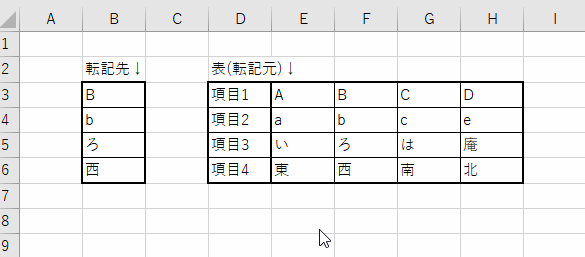 A B C D E F G H I
1
2 転記先↓ 表(転記元)↓
3 B 項目1 A B C D
4 b 項目2 a b c e
5 ろ 項目3 い ろ は 庵
6 西 項目4 東 西 南 北
7
8
9